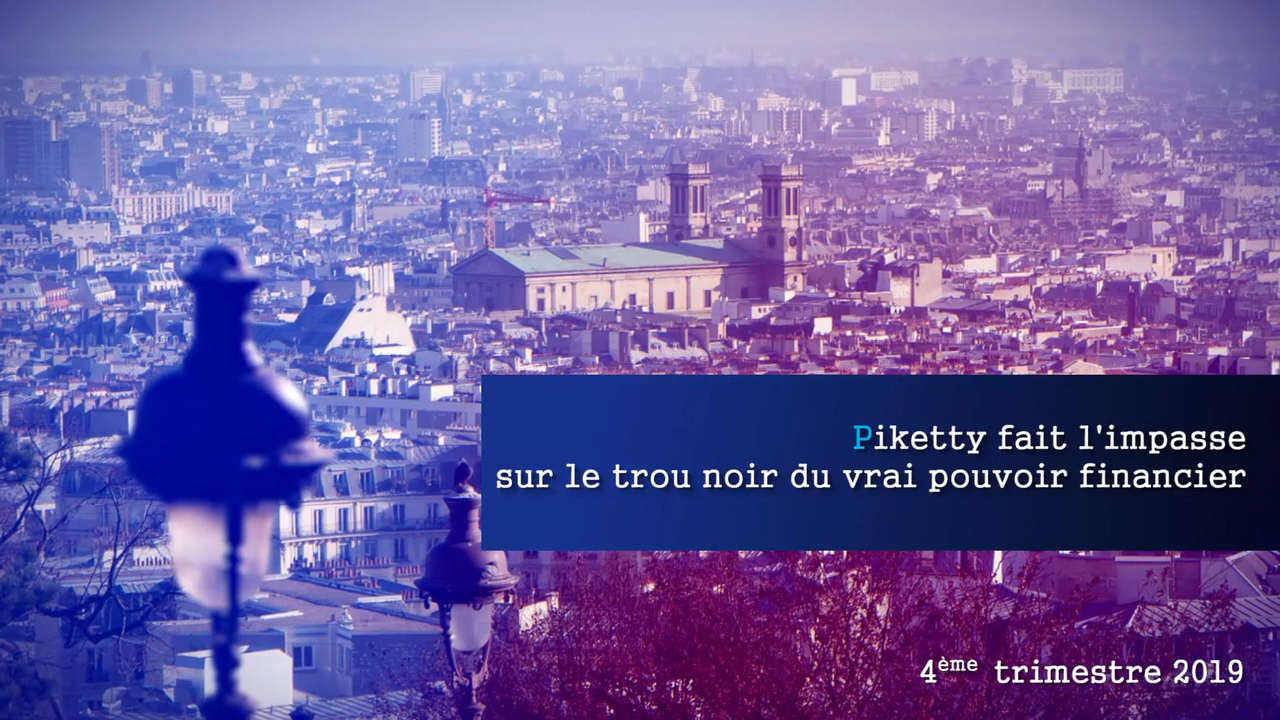 Piketty fait l'impasse
sur le trou noir du vrai pouvoir financier
4ème trimestre 2019